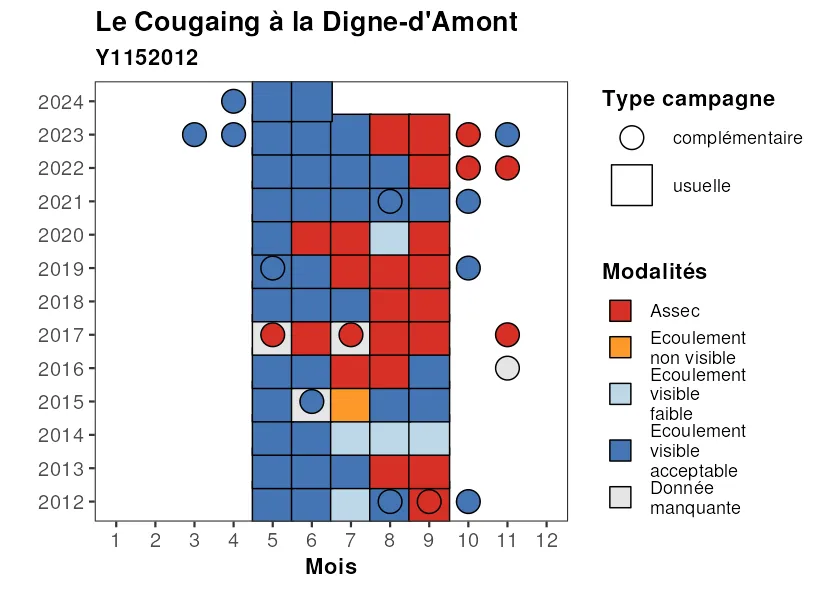 Le Cougaing à la Digne-d'Amont
Y1152012
2024
2023
2022
2021
2020
2019
2018
2017
2016
2015
2014
2013
2012
1 2 3 4 5 6 7 8 9 10 11 12
Mois
Type campagne
complémentaire
usuelle
Modalités
Assec
Ecoulement
non visible
Ecoulement
visible
faible
Ecoulement
visible
acceptable
Donnée
manquante